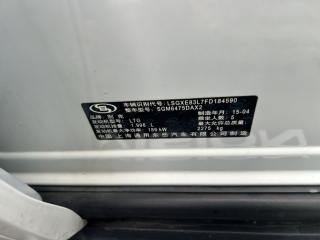 车辆识别代号: LSGXE83L7FD184590
整车型号: SGM6475DAX2
品牌: 别克 制造年月: 15-04
发动机型号: LTG 乘坐人数: 5
发动机排量: 1.998 L 最大允许总质量:
发动机最大净功率: 189 kW 2275 kg
中国上海通用东岳汽车有限公司